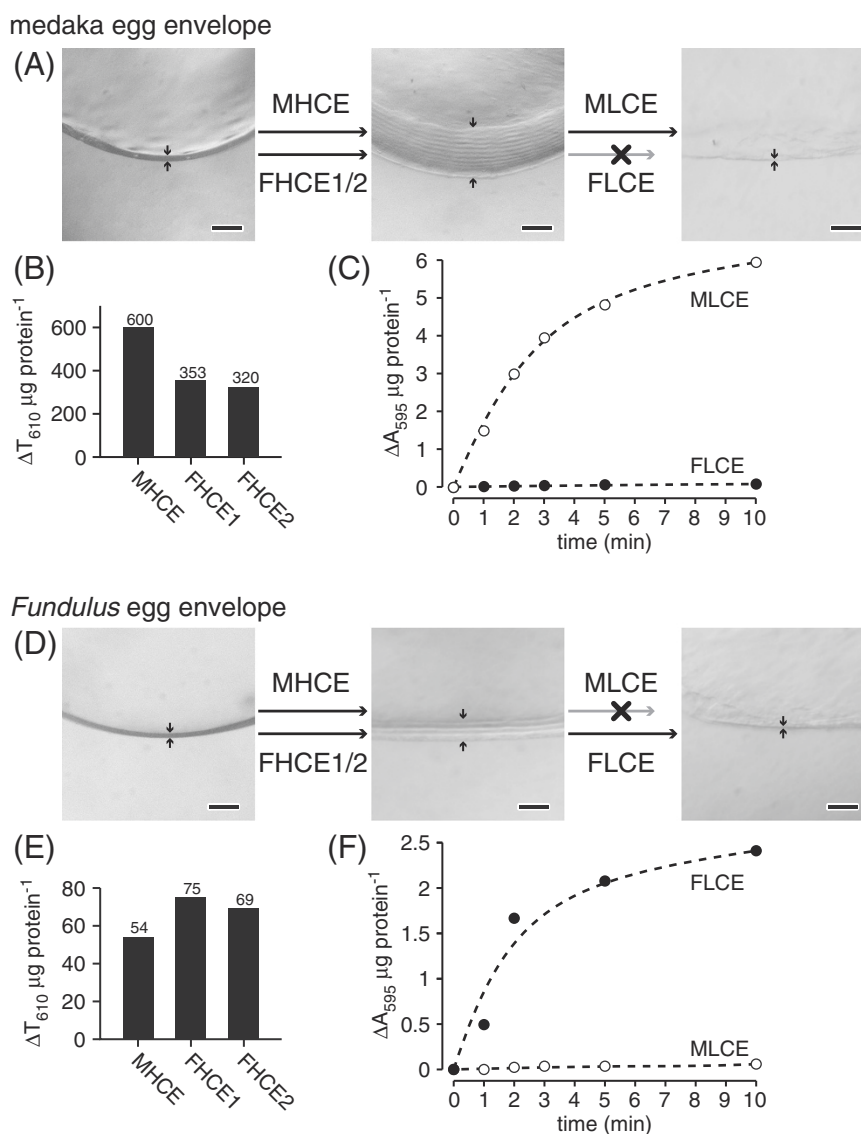 medaka egg envelope
(A)
MHCE
FHCE1/2
MLCE
FLCE
(B)
ΔT610 μg protein-1
600
400
200
0
600
353
320
MHCE
FHCE1
FHCE2
(C)
ΔA595 μg protein-1
6
5
4
3
2
1
0
MLCE
FLCE
0 1 2 3 4 5 6 7 8 9 10
time (min)
Fundulus egg envelope
(D)
MHCE
FHCE1/2
MLCE
FLCE
(E)
ΔT610 μg protein-1
80
60
40
20
0
54
75
69
MHCE
FHCE1
FHCE2
(F)
ΔA595 μg protein-1
2.5
2
1.5
1
0.5
0
FLCE
MLCE
0 1 2 3 4 5 6 7 8 9 10
time (min)